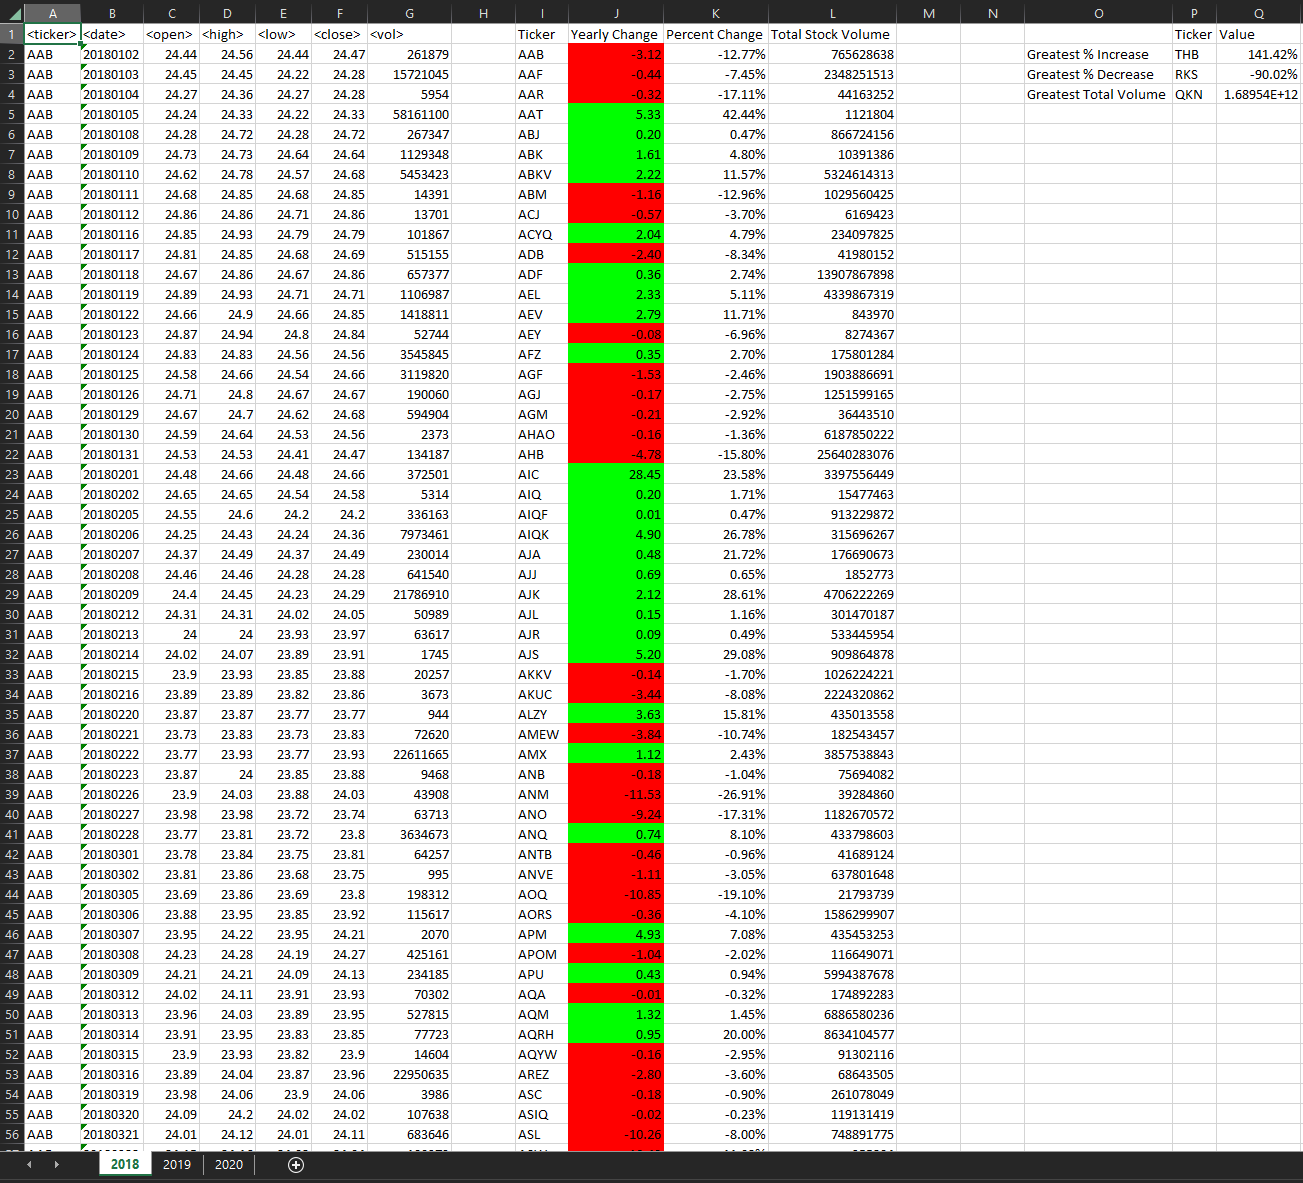 A B C D E F G H I J K L M N O P Q
1 <ticker> <date> <open> <high> <low> <close> <vol> Ticker Yearly Change Percent Change Total Stock Volume Ticker Value
2 AAB 20180102 24.44 24.56 24.44 24.47 261879 AAB -3.12 -12.77% 765628638 Greatest % Increase THB 141.42%
3 AAB 20180103 24.45 24.45 24.22 24.28 15721045 AAF -0.44 -7.45% 2348251513 Greatest % Decrease RKS -90.02%
4 AAB 20180104 24.27 24.36 24.27 24.28 5954 AAR -0.32 -17.11% 44163252 Greatest Total Volume QKN 1.68954E+12
5 AAB 20180105 24.24 24.33 24.22 24.33 58161100 AAT 5.33 42.44% 1121804
6 AAB 20180108 24.28 24.72 24.28 24.72 267347 ABJ 0.20 0.47% 866724156
7 AAB 20180109 24.73 24.73 24.64 24.64 1129348 ABK 1.61 4.80% 10391386
8 AAB 20180110 24.62 24.78 24.57 24.68 5453423 ABKV 2.22 11.57% 5324614313
9 AAB 20180111 24.68 24.85 24.68 24.85 14391 ABM -1.16 -12.96% 1029560425
10 AAB 20180112 24.86 24.86 24.71 24.86 13701 ACJ -0.57 -3.70% 6169423
11 AAB 20180116 24.85 24.93 24.79 24.79 101867 ACYQ 2.04 4.79% 234097825
12 AAB 20180117 24.81 24.85 24.68 24.69 515155 ADB -2.40 -8.34% 41980152
13 AAB 20180118 24.67 24.86 24.67 24.86 657377 ADF 0.36 2.74% 13907867898
14 AAB 20180119 24.89 24.93 24.71 24.71 1106987 AEL 2.33 5.11% 4339867319
15 AAB 20180122 24.66 24.9 24.66 24.85 1418811 AEV 2.79 11.71% 843970
16 AAB 20180123 24.87 24.94 24.8 24.84 52744 AEY -0.08 -6.96% 8274367
17 AAB 20180124 24.83 24.83 24.56 24.56 3545845 AFZ 0.35 2.70% 175801284
18 AAB 20180125 24.58 24.66 24.54 24.66 3119820 AGF -1.53 -2.46% 1903886691
19 AAB 20180126 24.71 24.8 24.67 24.67 190060 AGJ -0.17 -2.75% 1251599165
20 AAB 20180129 24.67 24.7 24.62 24.68 594904 AGM -0.21 -2.92% 36443510
21 AAB 20180130 24.59 24.64 24.53 24.56 2373 AHAO -0.16 -1.36% 6187850222
22 AAB 20180131 24.53 24.53 24.41 24.47 134187 AHB -4.78 -15.80% 25640283076
23 AAB 20180201 24.48 24.66 24.48 24.66 372501 AIC 28.45 23.58% 3397556449
24 AAB 20180202 24.65 24.65 24.54 24.58 5314 AIQ 0.20 1.71% 15477463
25 AAB 20180205 24.55 24.6 24.2 24.2 336163 AIQF 0.01 0.47% 913229872
26 AAB 20180206 24.25 24.43 24.24 24.36 7973461 AIQK 4.90 26.78% 315696267
27 AAB 20180207 24.37 24.49 24.37 24.49 230014 AJA 0.48 21.72% 176690673
28 AAB 20180208 24.46 24.46 24.28 24.28 641540 AJJ 0.69 0.65% 1852773
29 AAB 20180209 24.4 24.45 24.23 24.29 21786910 AJK 2.12 28.61% 4706222269
30 AAB 20180212 24.31 24.31 24.02 24.05 50989 AJL 0.15 1.16% 301470187
31 AAB 20180213 24 24 23.93 23.97 63617 AJR 0.09 0.49% 533445954
32 AAB 20180214 24.02 24.07 23.89 23.91 1745 AJS 5.20 29.08% 909864878
33 AAB 20180215 23.9 23.93 23.85 23.88 20257 AKKV -0.14 -1.70% 1026224221
34 AAB 20180216 23.89 23.89 23.82 23.86 3673 AKUC -3.44 -8.08% 2224320862
35 AAB 20180220 23.87 23.87 23.77 23.77 944 ALZY 3.63 15.81% 435013558
36 AAB 20180221 23.73 23.83 23.73 23.83 72620 AMEW -3.84 -10.74% 182543457
37 AAB 20180222 23.77 23.93 23.77 23.93 22611665 AMX 1.12 2.43% 3857538843
38 AAB 20180223 23.87 24 23.85 23.88 9468 ANB -0.18 -1.04% 75694082
39 AAB 20180226 23.9 24.03 23.88 24.03 43908 ANM -11.53 -26.91% 39284860
40 AAB 20180227 23.98 23.98 23.72 23.74 63713 ANO -9.24 -17.31% 1182670572
41 AAB 20180228 23.77 23.81 23.72 23.8 3634673 ANQ 0.74 8.10% 433798603
42 AAB 20180301 23.78 23.84 23.75 23.81 64257 ANTB -0.46 -0.96% 41689124
43 AAB 20180302 23.81 23.86 23.68 23.75 995 ANVE -1.11 -3.05% 637801648
44 AAB 20180305 23.69 23.86 23.69 23.8 198312 AOQ -10.85 -19.10% 21793739
45 AAB 20180306 23.88 23.95 23.85 23.92 115617 AORS -0.36 -4.10% 1586299907
46 AAB 20180307 23.95 24.22 23.95 24.21 2070 APM 4.93 7.08% 435453253
47 AAB 20180308 24.23 24.28 24.19 24.27 425161 APOM -1.04 -2.02% 116649071
48 AAB 20180309 24.21 24.21 24.09 24.13 234185 APU 0.43 0.94% 5994387678
49 AAB 20180312 24.02 24.11 23.91 23.93 70302 AQA -0.01 -0.32% 174892283
50 AAB 20180313 23.96 24.03 23.89 23.95 527815 AQM 1.32 1.45% 6886580236
51 AAB 20180314 23.91 23.95 23.83 23.85 77723 AQRH 0.95 20.00% 8634104577
52 AAB 20180315 23.9 23.93 23.82 23.9 14604 AQYW -0.16 -2.95% 91302116
53 AAB 20180316 23.89 24.04 23.87 23.96 22950635 AREZ -2.80 -3.60% 68643505
54 AAB 20180319 23.98 24.06 23.9 24.06 3986 ASC -0.18 -0.90% 261078049
55 AAB 20180320 24.09 24.2 24.02 24.02 107638 ASIQ -0.02 -0.23% 119131419
56 AAB 20180321 24.01 24.12 24.01 24.11 683646 ASL -10.26 -8.00% 748891775
2018 2019 2020